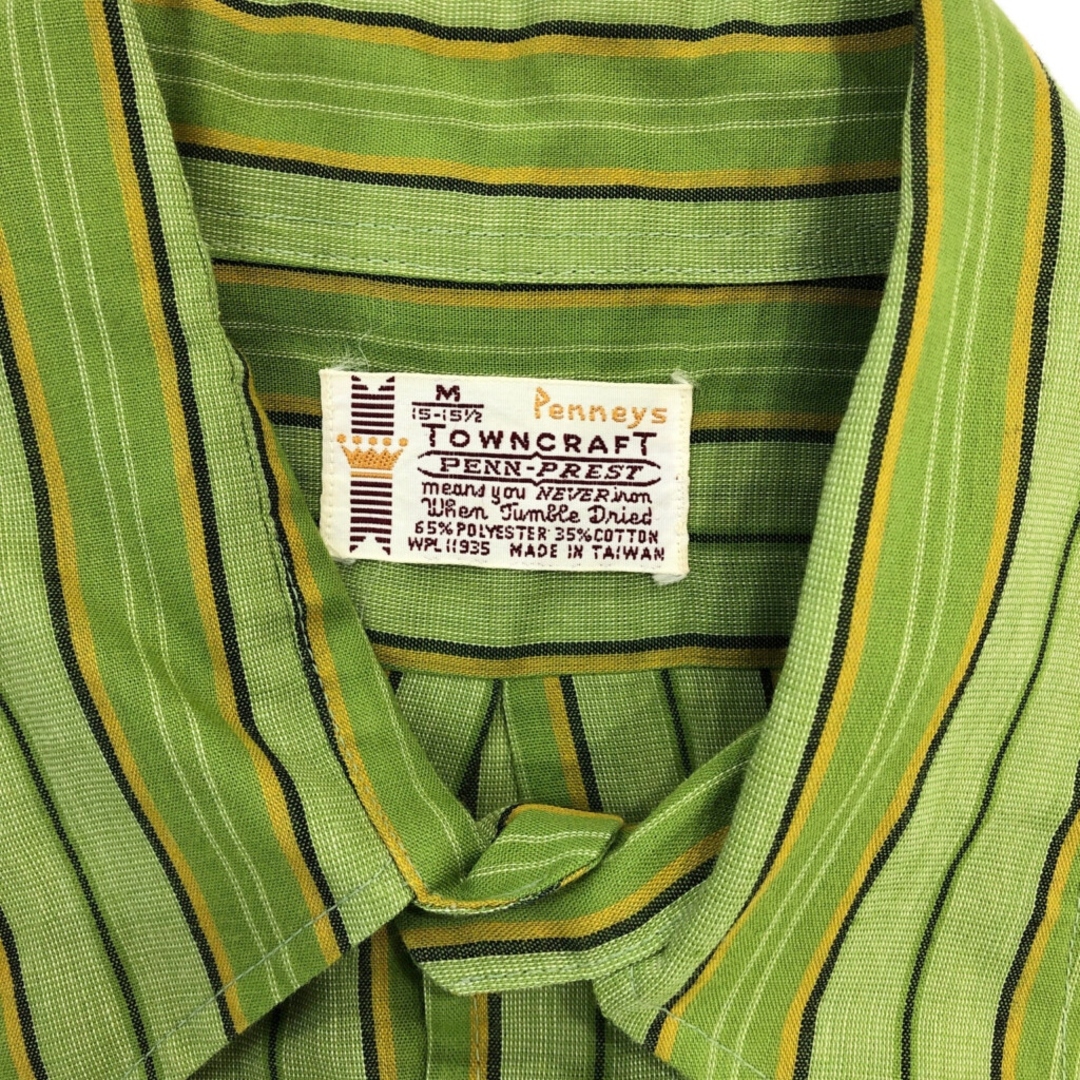 M Penneys
15-15½
TOWNCRAFT
PENN-PREST
means you NEVER iron
When Tumble Dried
65% POLYESTER 35% COTTON
WPL 11935 MADE IN TAIWAN